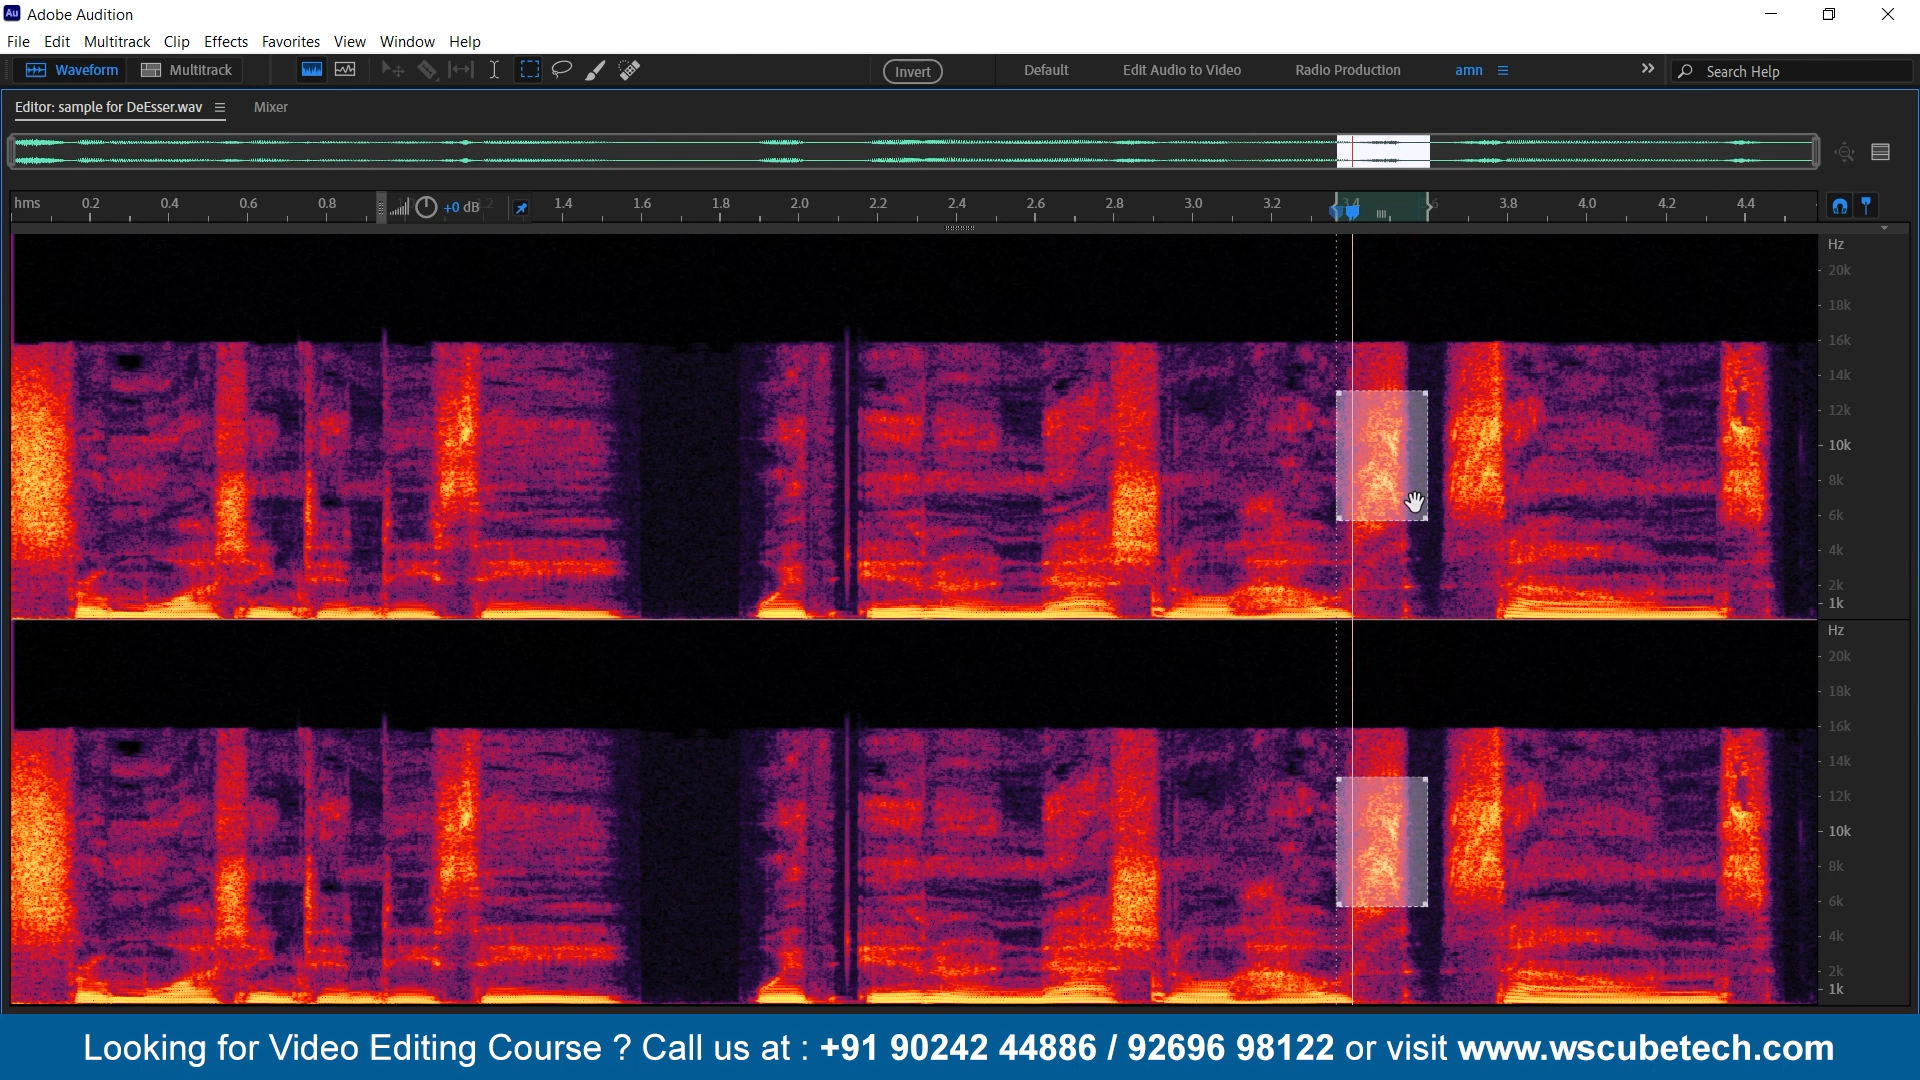 Au Adobe Audition
File Edit Multitrack Clip Effects Favorites View Window Help
Waveform Multitrack Invert Default Edit Audio to Video Radio Production amn Search Help
Editor: sample for DeEsser.wav Mixer
hms 0.2 0.4 0.6 0.8 +0 dB 1.4 1.6 1.8 2.0 2.2 2.4 2.6 2.8 3.0 3.2 3.8 4.0 4.2 4.4
Hz
20k
18k
16k
14k
12k
10k
8k
6k
4k
2k
1k
Hz
20k
18k
16k
14k
12k
10k
8k
6k
4k
2k
1k
Looking for Video Editing Course ? Call us at : +91 90242 44886 / 92696 98122 or visit www.wscubetech.com